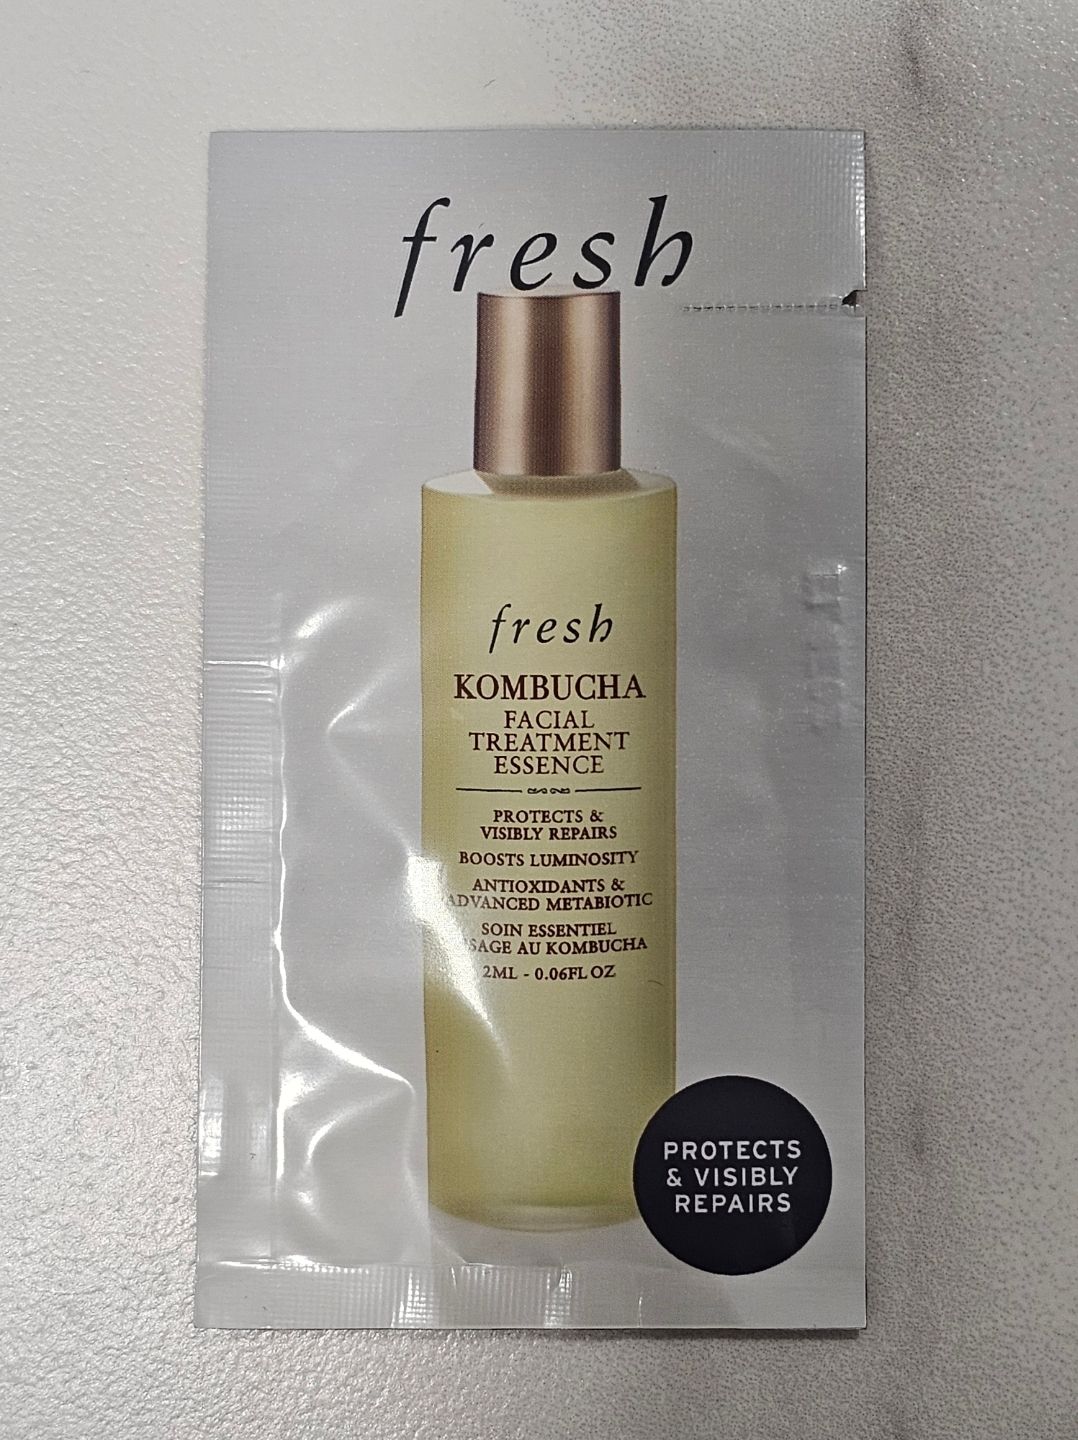 fresh
fresh
KOMBUCHA
FACIAL
TREATMENT
ESSENCE
PROTECTS &
VISIBLY REPAIRS
BOOSTS LUMINOSITY
ANTIOXIDANTS &
ADVANCED METABIOTIC
SOIN ESSENTIEL
AU KOMBUCHA
2ML - 0.06FL OZ
PROTECTS
& VISIBLY
REPAIRS